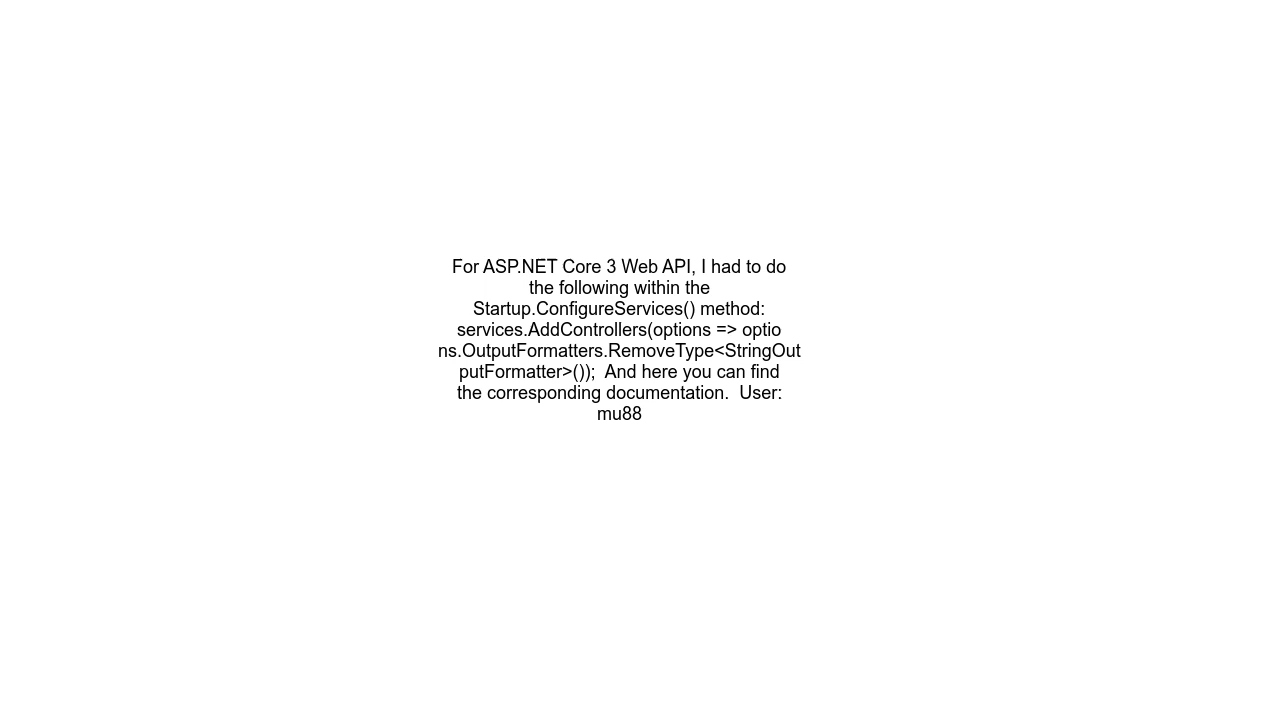 For ASP.NET Core 3 Web API, I had to do
the following within the
Startup.ConfigureServices() method:
services.AddControllers(options => optio
ns.OutputFormatters.RemoveType<StringOut
putFormatter>());  And here you can find
the corresponding documentation.  User:
mu88